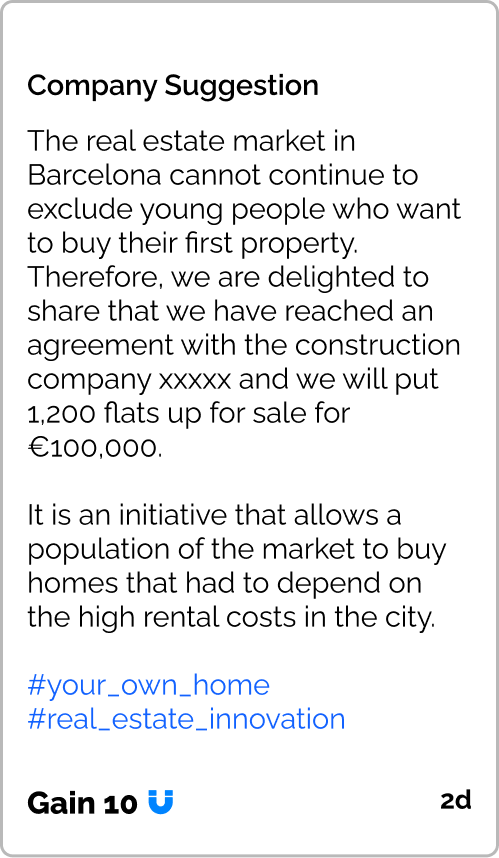 Company Suggestion
The real estate market in
Barcelona cannot continue to
exclude young people who want
to buy their first property.
Therefore, we are delighted to
share that we have reached an
agreement with the construction
company xxxxx and we will put
1,200 flats up for sale for
€100,000.
It is an initiative that allows a
population of the market to buy
homes that had to depend on
the high rental costs in the city.
#your_own_home
#real_estate_innovation
Gain 10
2d